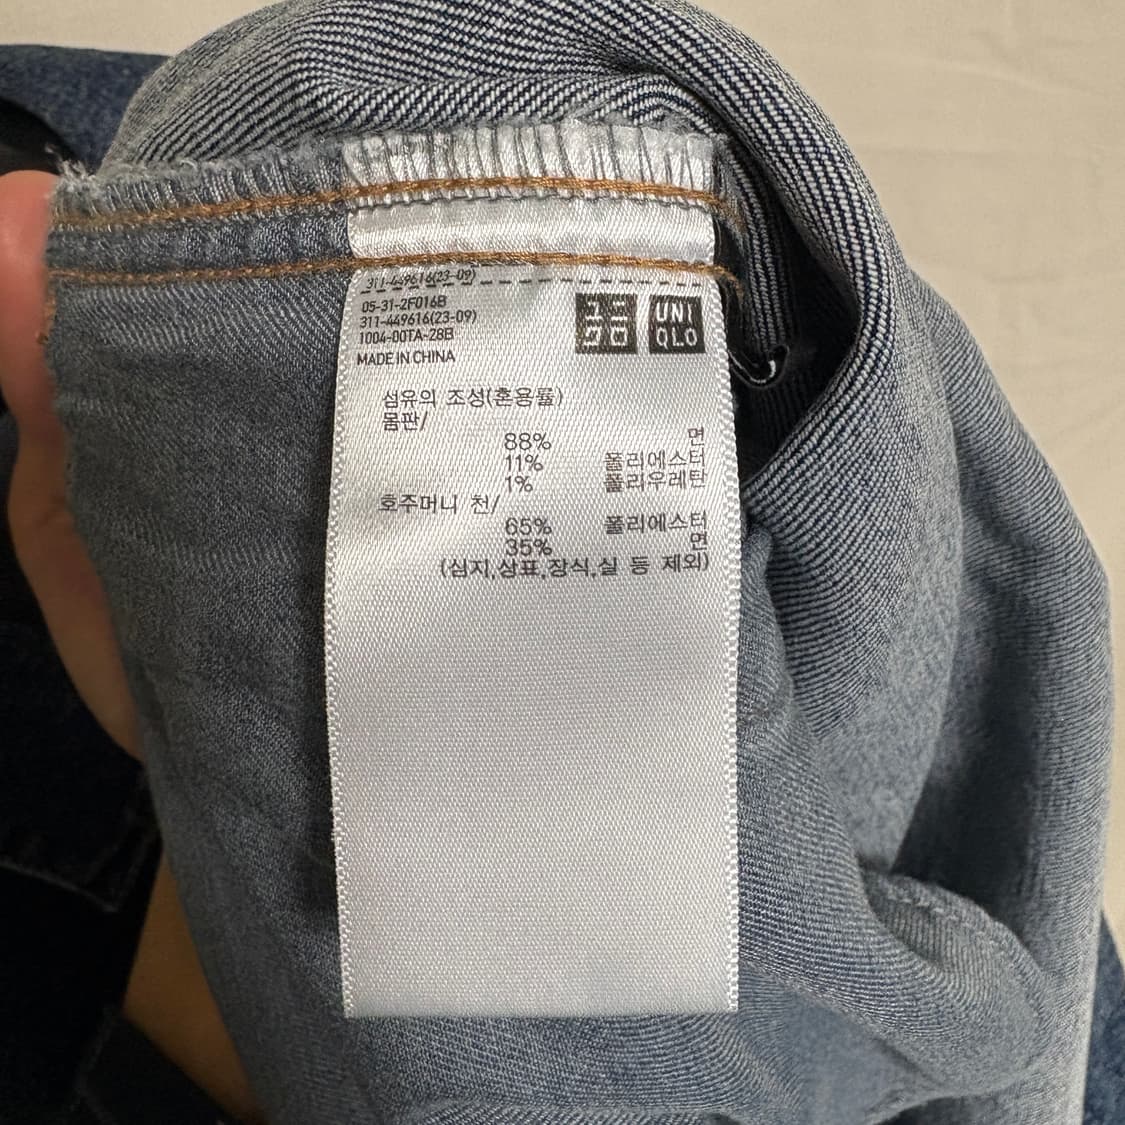 311-449616(23-09)
05-31-2F016B
311-449616(23-09)
1004-00TA-28B
MADE IN CHINA
ユニクロ UNIQLO
섬유의 조성(혼용률)
몸판/
88% 면
11% 폴리에스터
1% 폴리우레탄
호주머니 천/
65% 폴리에스터
35% 면
(심지,상표,장식,실 등 제외)